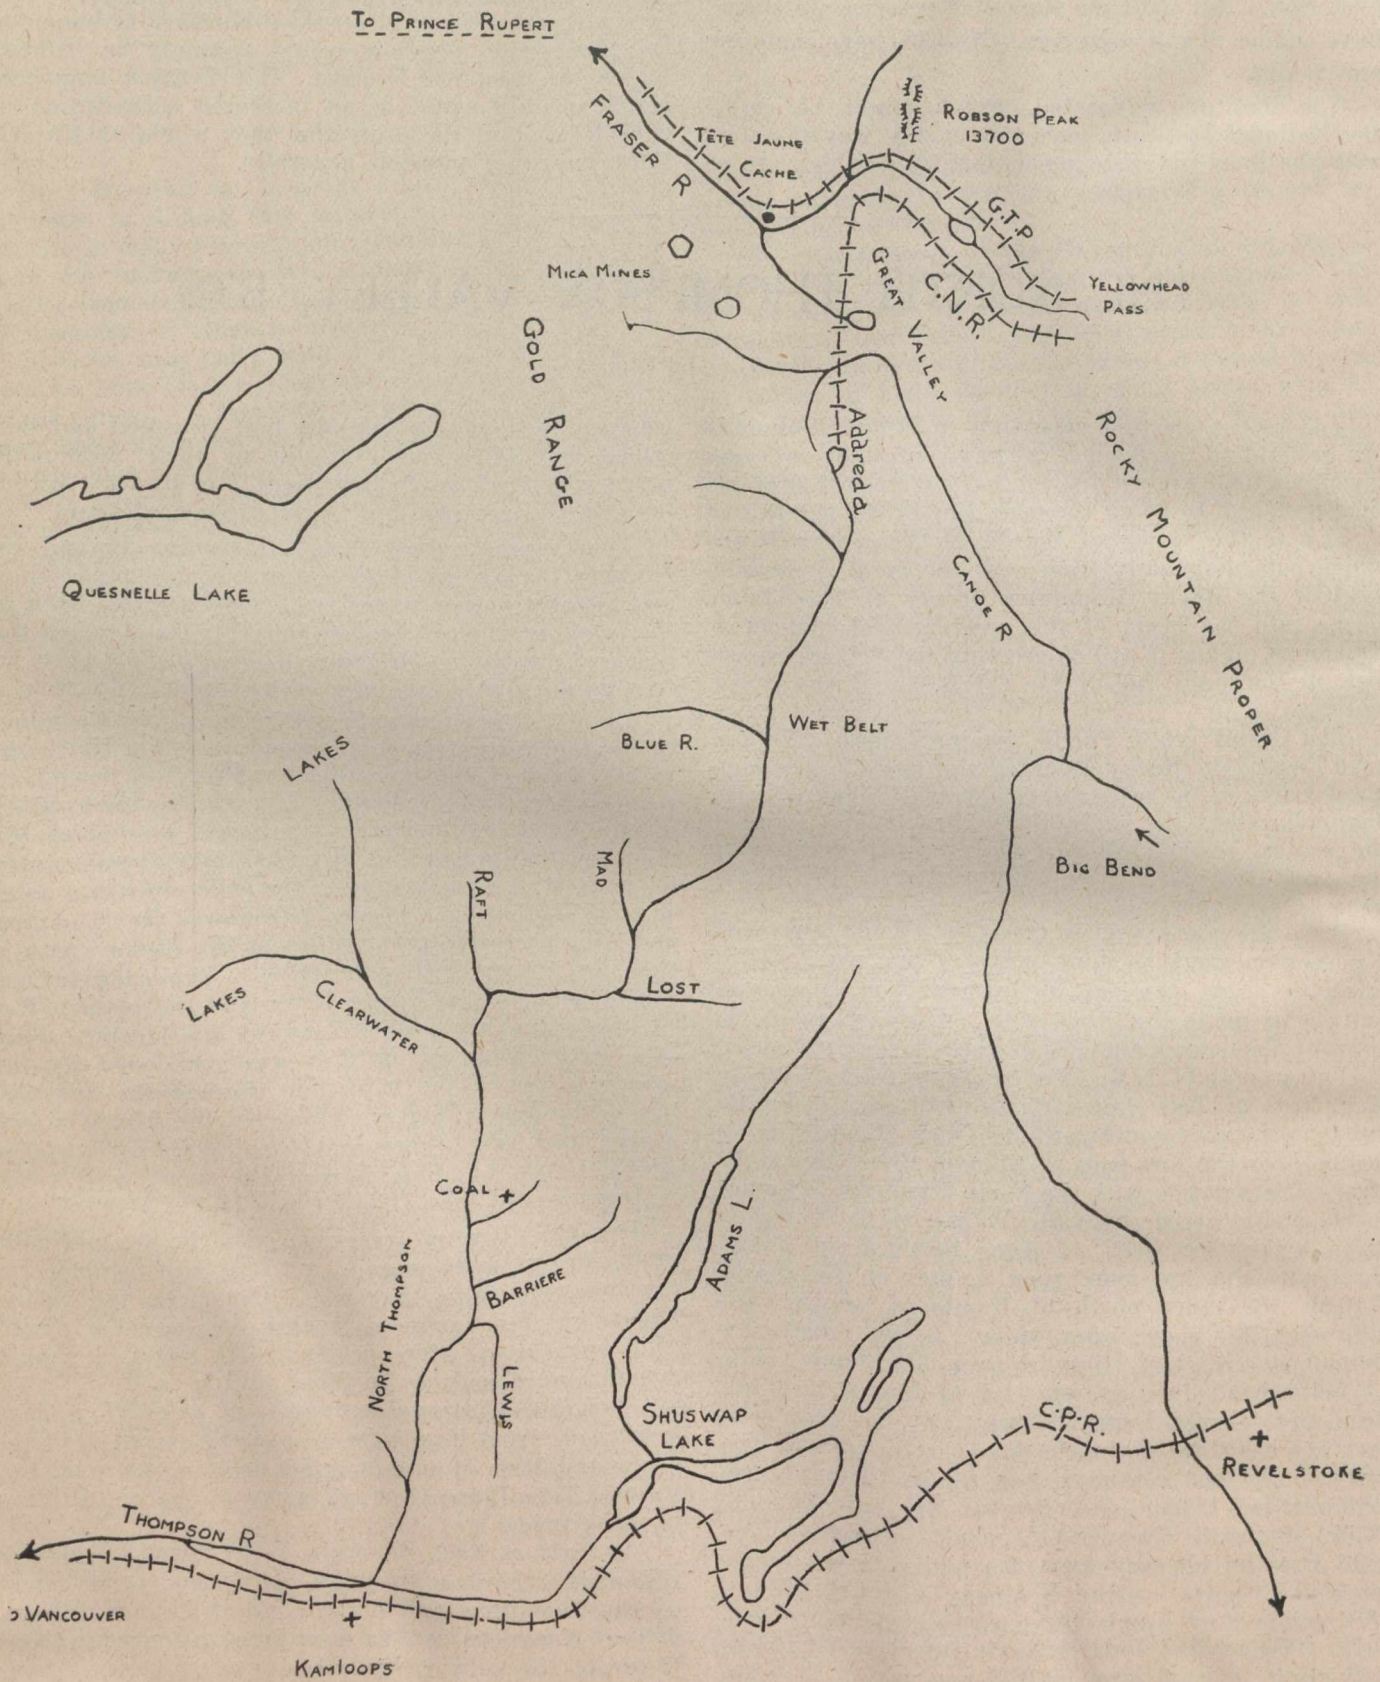 To Prince Rupert
Robson Peak
13700
Fraser R
Tête Jaune
Cache
G.T.P
Mica Mines
Great Valley
C.N.R.
Yellowhead
Pass
Gold Range
Addreda
Rocky Mountain Proper
Quesnelle Lake
Canoe R
Wet Belt
Blue R.
Lakes
Mad
Raft
Big Bend
Lost
Lakes
Clearwater
Coal
Adams L.
North Thompson
Barriere
Lewis
Shuswap
Lake
C.P.R.
Revelstoke
Thompson R
Vancouver
Kamloops